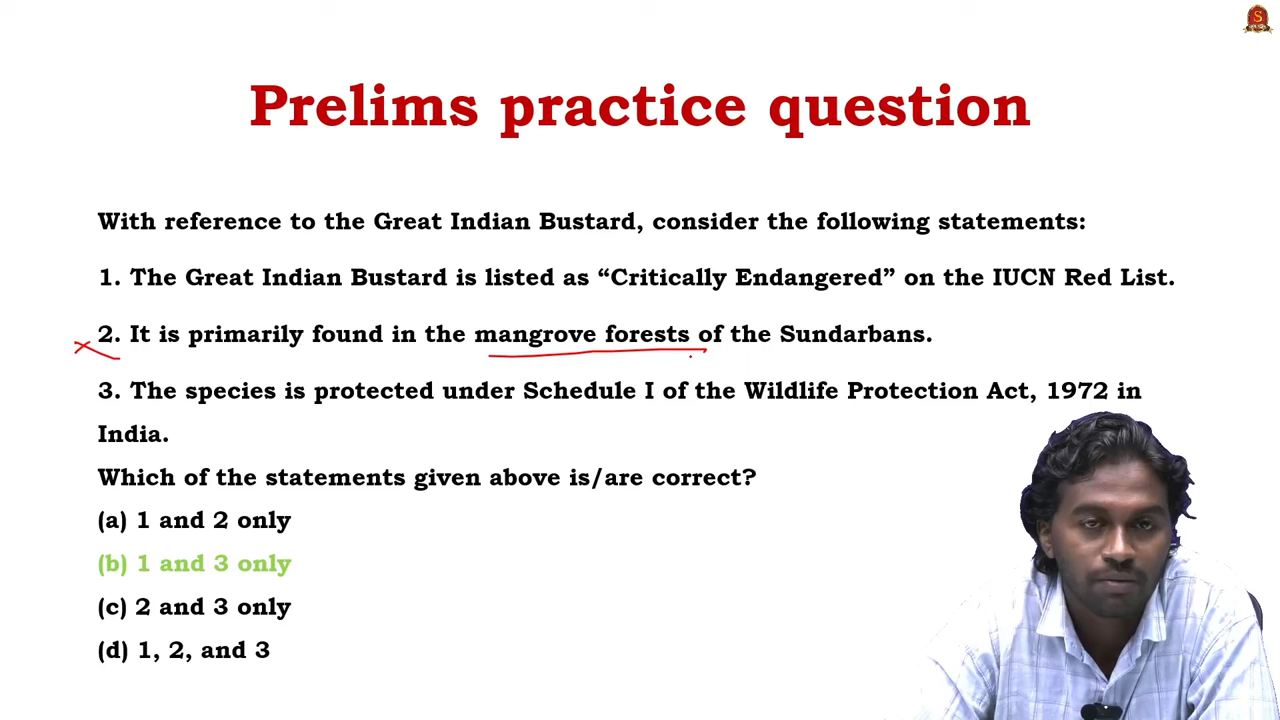 Prelims practice question
With reference to the Great Indian Bustard, consider the following statements:
1. The Great Indian Bustard is listed as “Critically Endangered” on the IUCN Red List.
2. It is primarily found in the mangrove forests of the Sundarbans.
3. The species is protected under Schedule I of the Wildlife Protection Act, 1972 in
India.
Which of the statements given above is/are correct?
(a) 1 and 2 only
(b) 1 and 3 only
(c) 2 and 3 only
(d) 1, 2, and 3